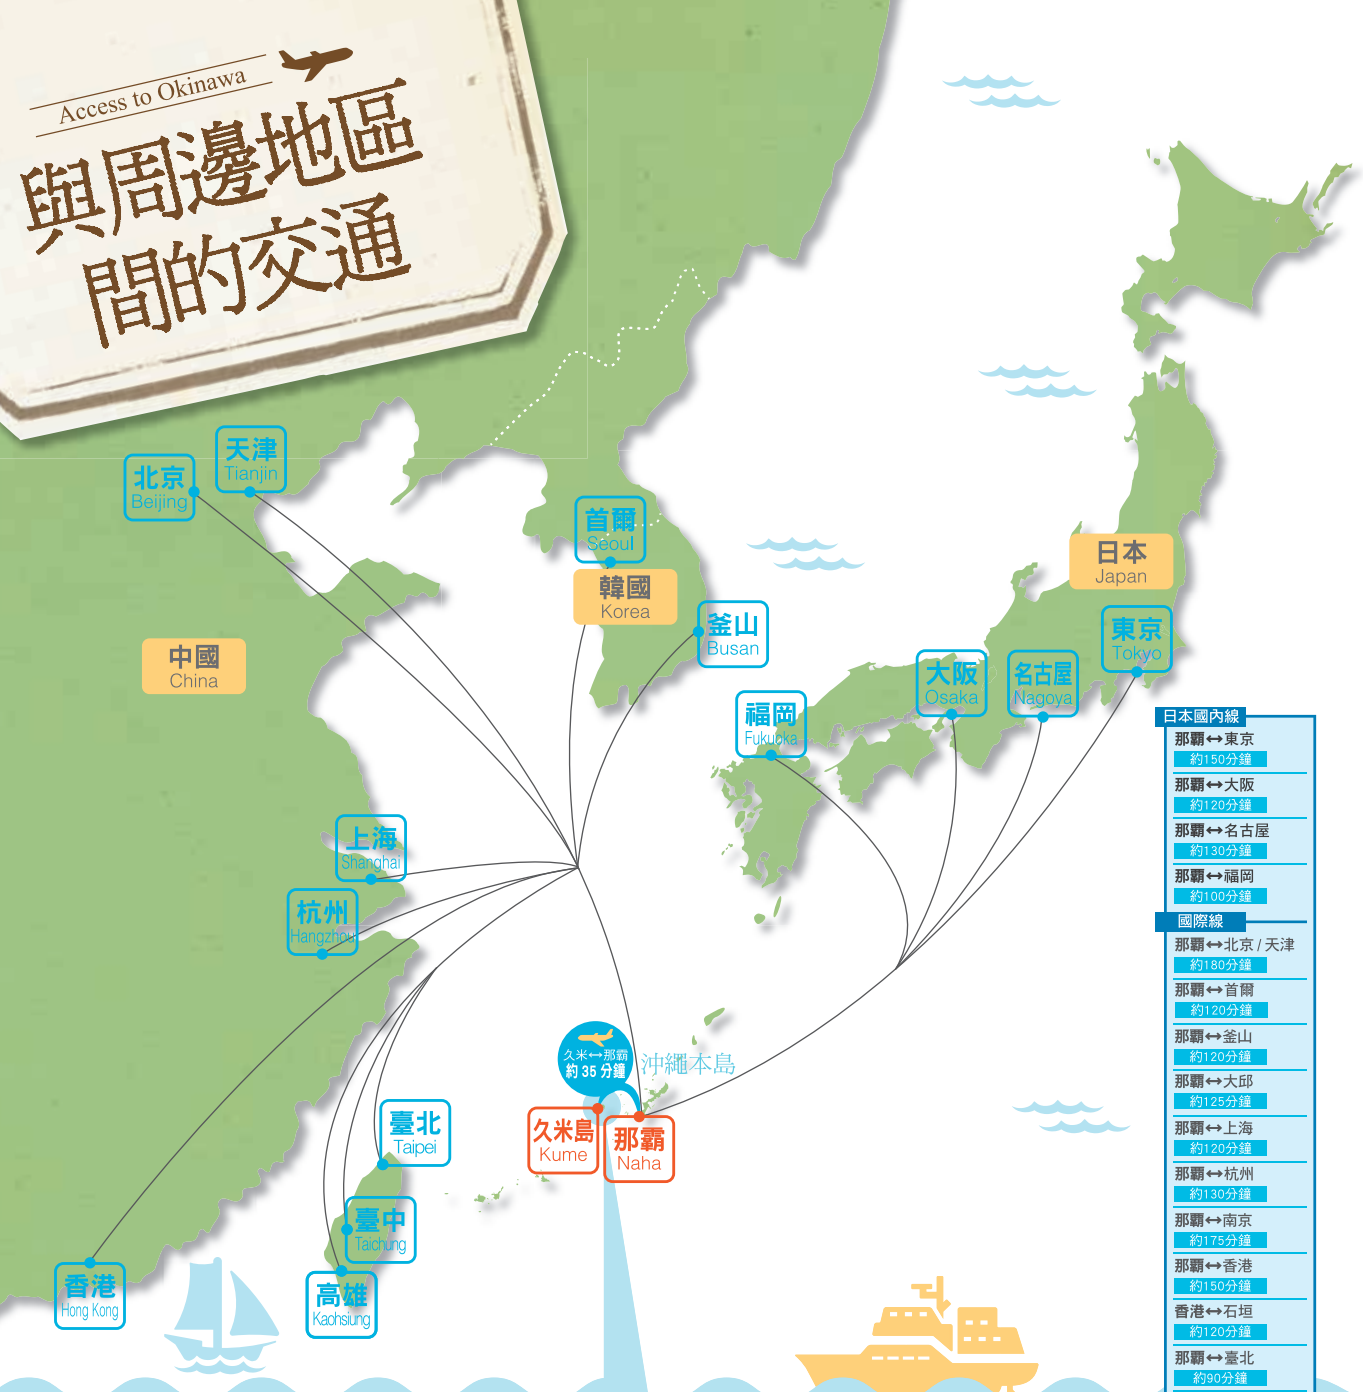 Access to Okinawa
與周邊地區
間的交通
天津
Tianjin
北京
Beijing
首爾
Seoul
韓國
Korea
日本
Japan
釜山
Busan
東京
Tokyo
中國
China
大阪
Osaka
名古屋
Nagoya
福岡
Fukuoka
上海
Shanghai
杭州
Hangzhou
久米↔那霸
約 35 分鐘
沖繩本島
久米島
Kume
那霸
Naha
臺北
Taipei
臺中
Taichung
高雄
Kaohsiung
香港
Hong Kong
日本國內線
那霸↔東京
約150分鐘
那霸↔大阪
約120分鐘
那霸↔名古屋
約130分鐘
那霸↔福岡
約100分鐘
國際線
那霸↔北京 / 天津
約180分鐘
那霸↔首爾
約120分鐘
那霸↔釜山
約120分鐘
那霸↔大邱
約125分鐘
那霸↔上海
約120分鐘
那霸↔杭州
約130分鐘
那霸↔南京
約175分鐘
那霸↔香港
約150分鐘
香港↔石垣
約120分鐘
那霸↔臺北
約90分鐘